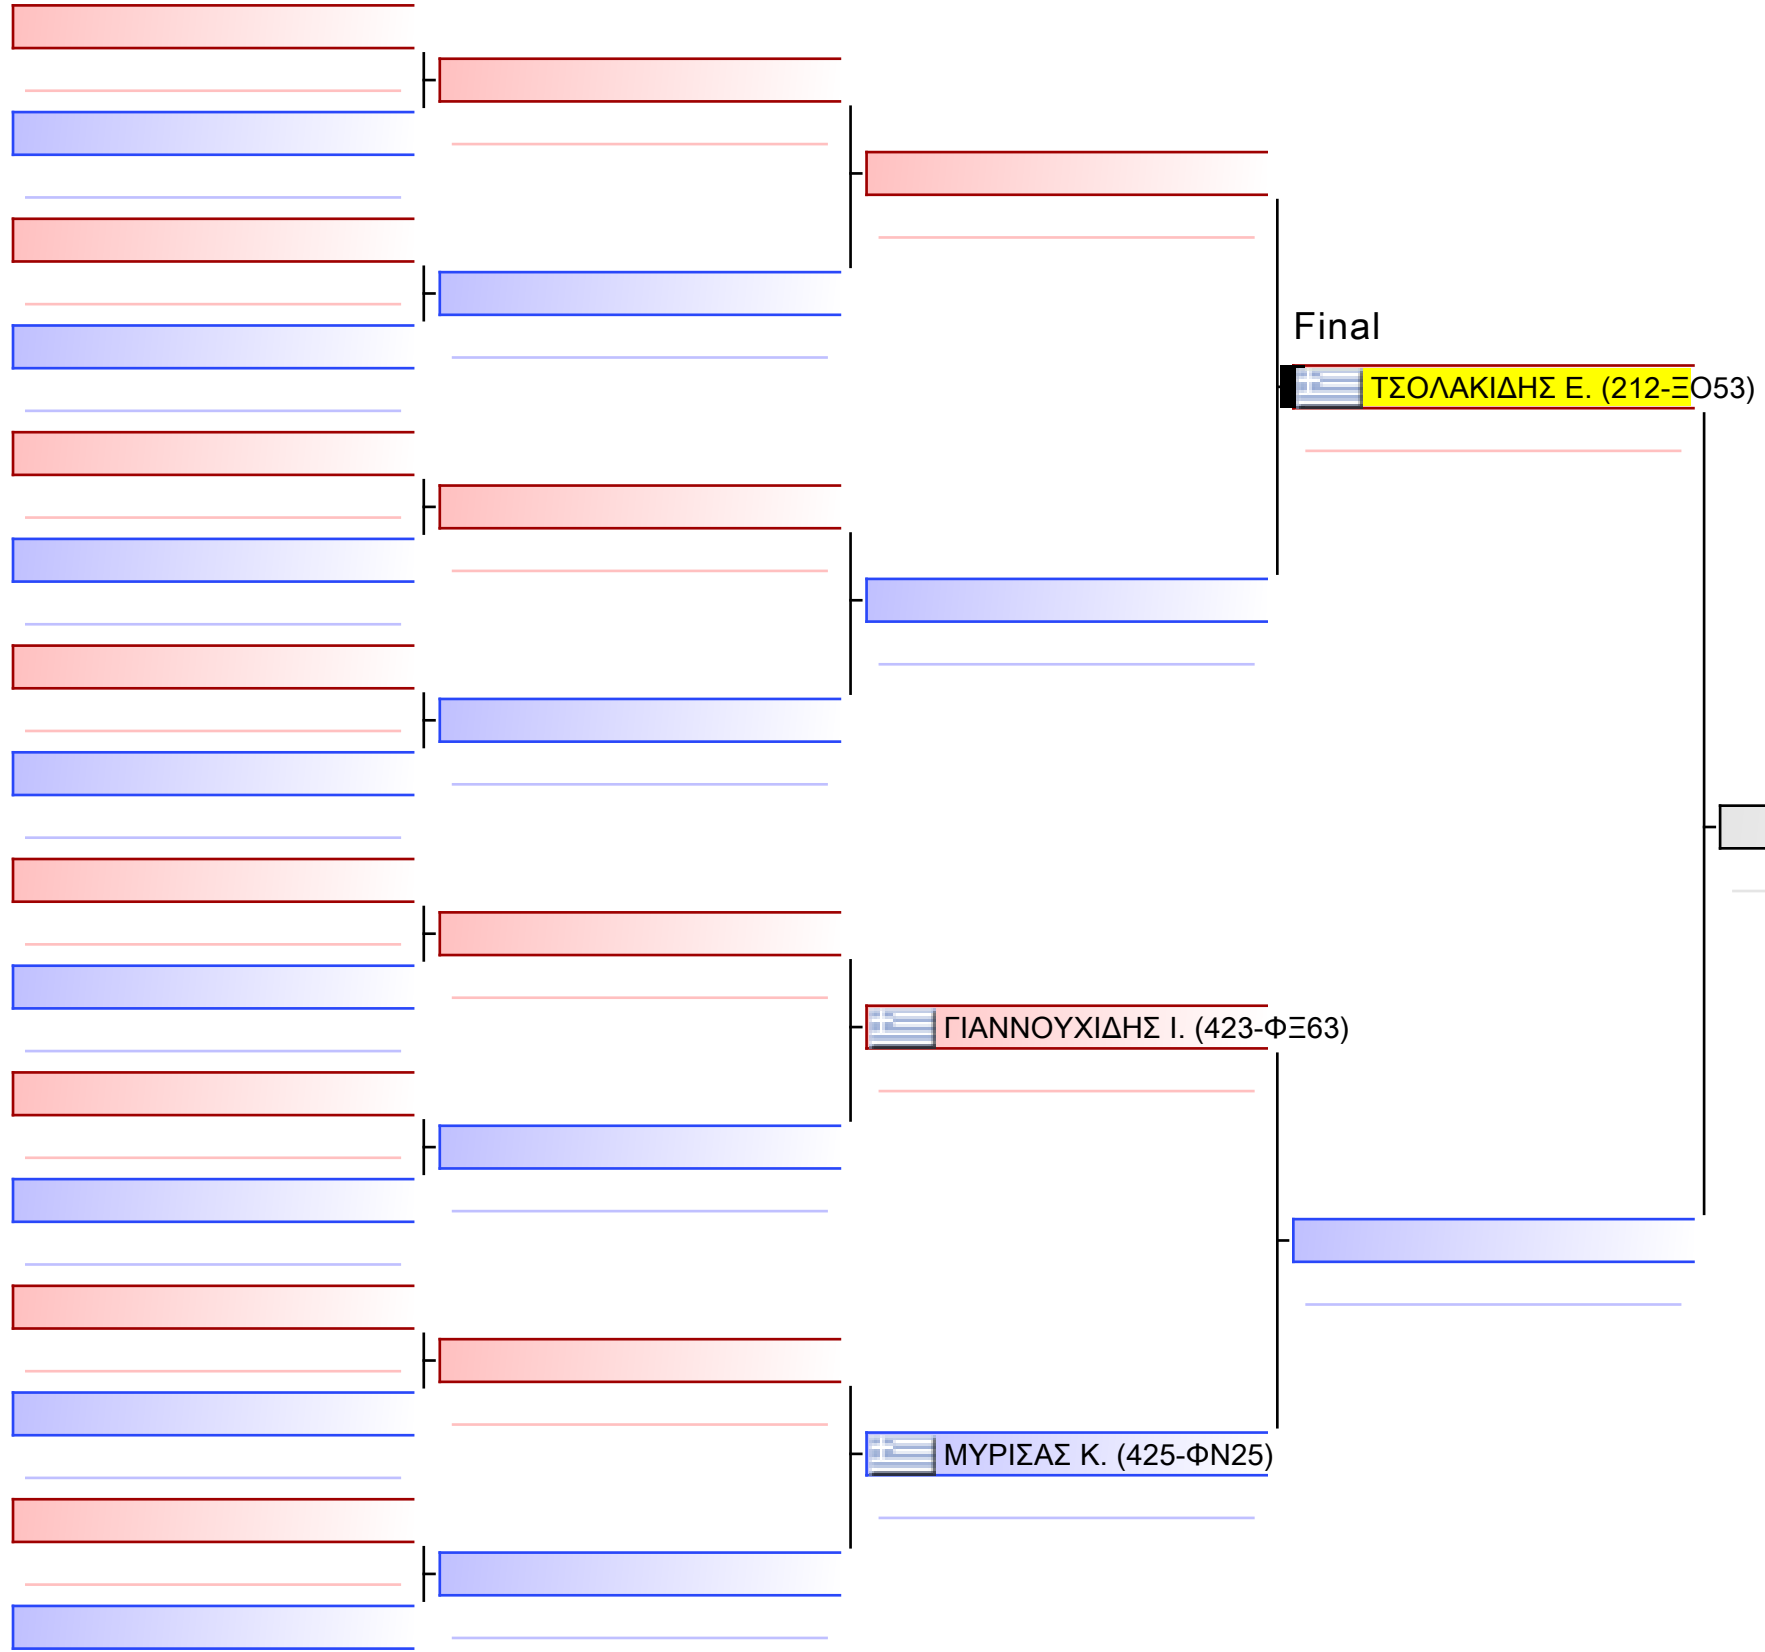 Final
ΤΣΟΛΑΚΙΔΗΣ Ε. (212-ΞΟ53)
ΓΙΑΝΝΟΥΧΙΔΗΣ Ι. (423-ΦΞ63)
ΜΥΡΙΣΑΣ Κ. (425-ΦΝ25)